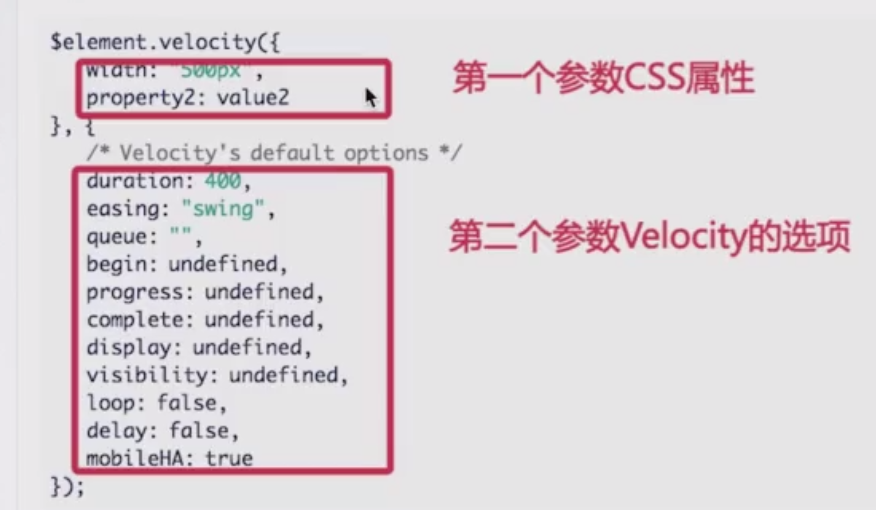 $element.velocity({
width: "500px",
第一个参数CSS属性
property2: value2
}, {
/* Velocity's default options */
duration: 400,
easing: "swing",
queue: "",
第二个参数Velocity的选项
begin: undefined,
progress: undefined,
complete: undefined,
display: undefined,
visibility: undefined,
loop: false,
delay: false,
mobileHA: true
});